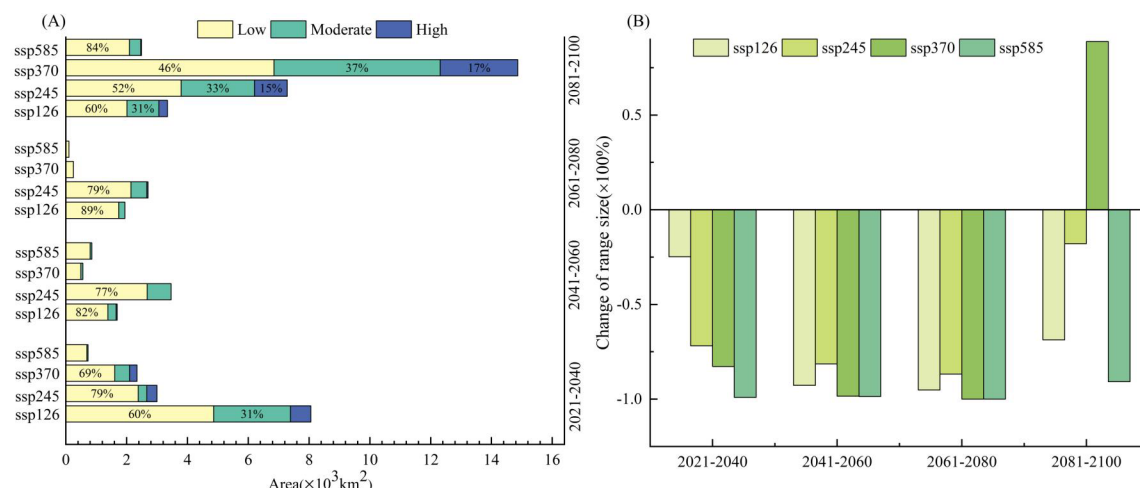 (A)
Low Moderate High
ssp585 84%
ssp370 46% 37% 17%
ssp245 52% 33% 15%
ssp126 60% 31%
2081-2100
ssp585
ssp370
ssp245 79%
ssp126 89%
2061-2080
ssp585
ssp370
ssp245 77%
ssp126 82%
2041-2060
ssp585
ssp370 69%
ssp245 79%
ssp126 60% 31%
2021-2040
0 2 4 6 8 10 12 14 16
Area(×10³km²)
(B)
ssp126 ssp245 ssp370 ssp585
Change of range size(×100%)
0.5
0.0
-0.5
-1.0
2021-2040 2041-2060 2061-2080 2081-2100